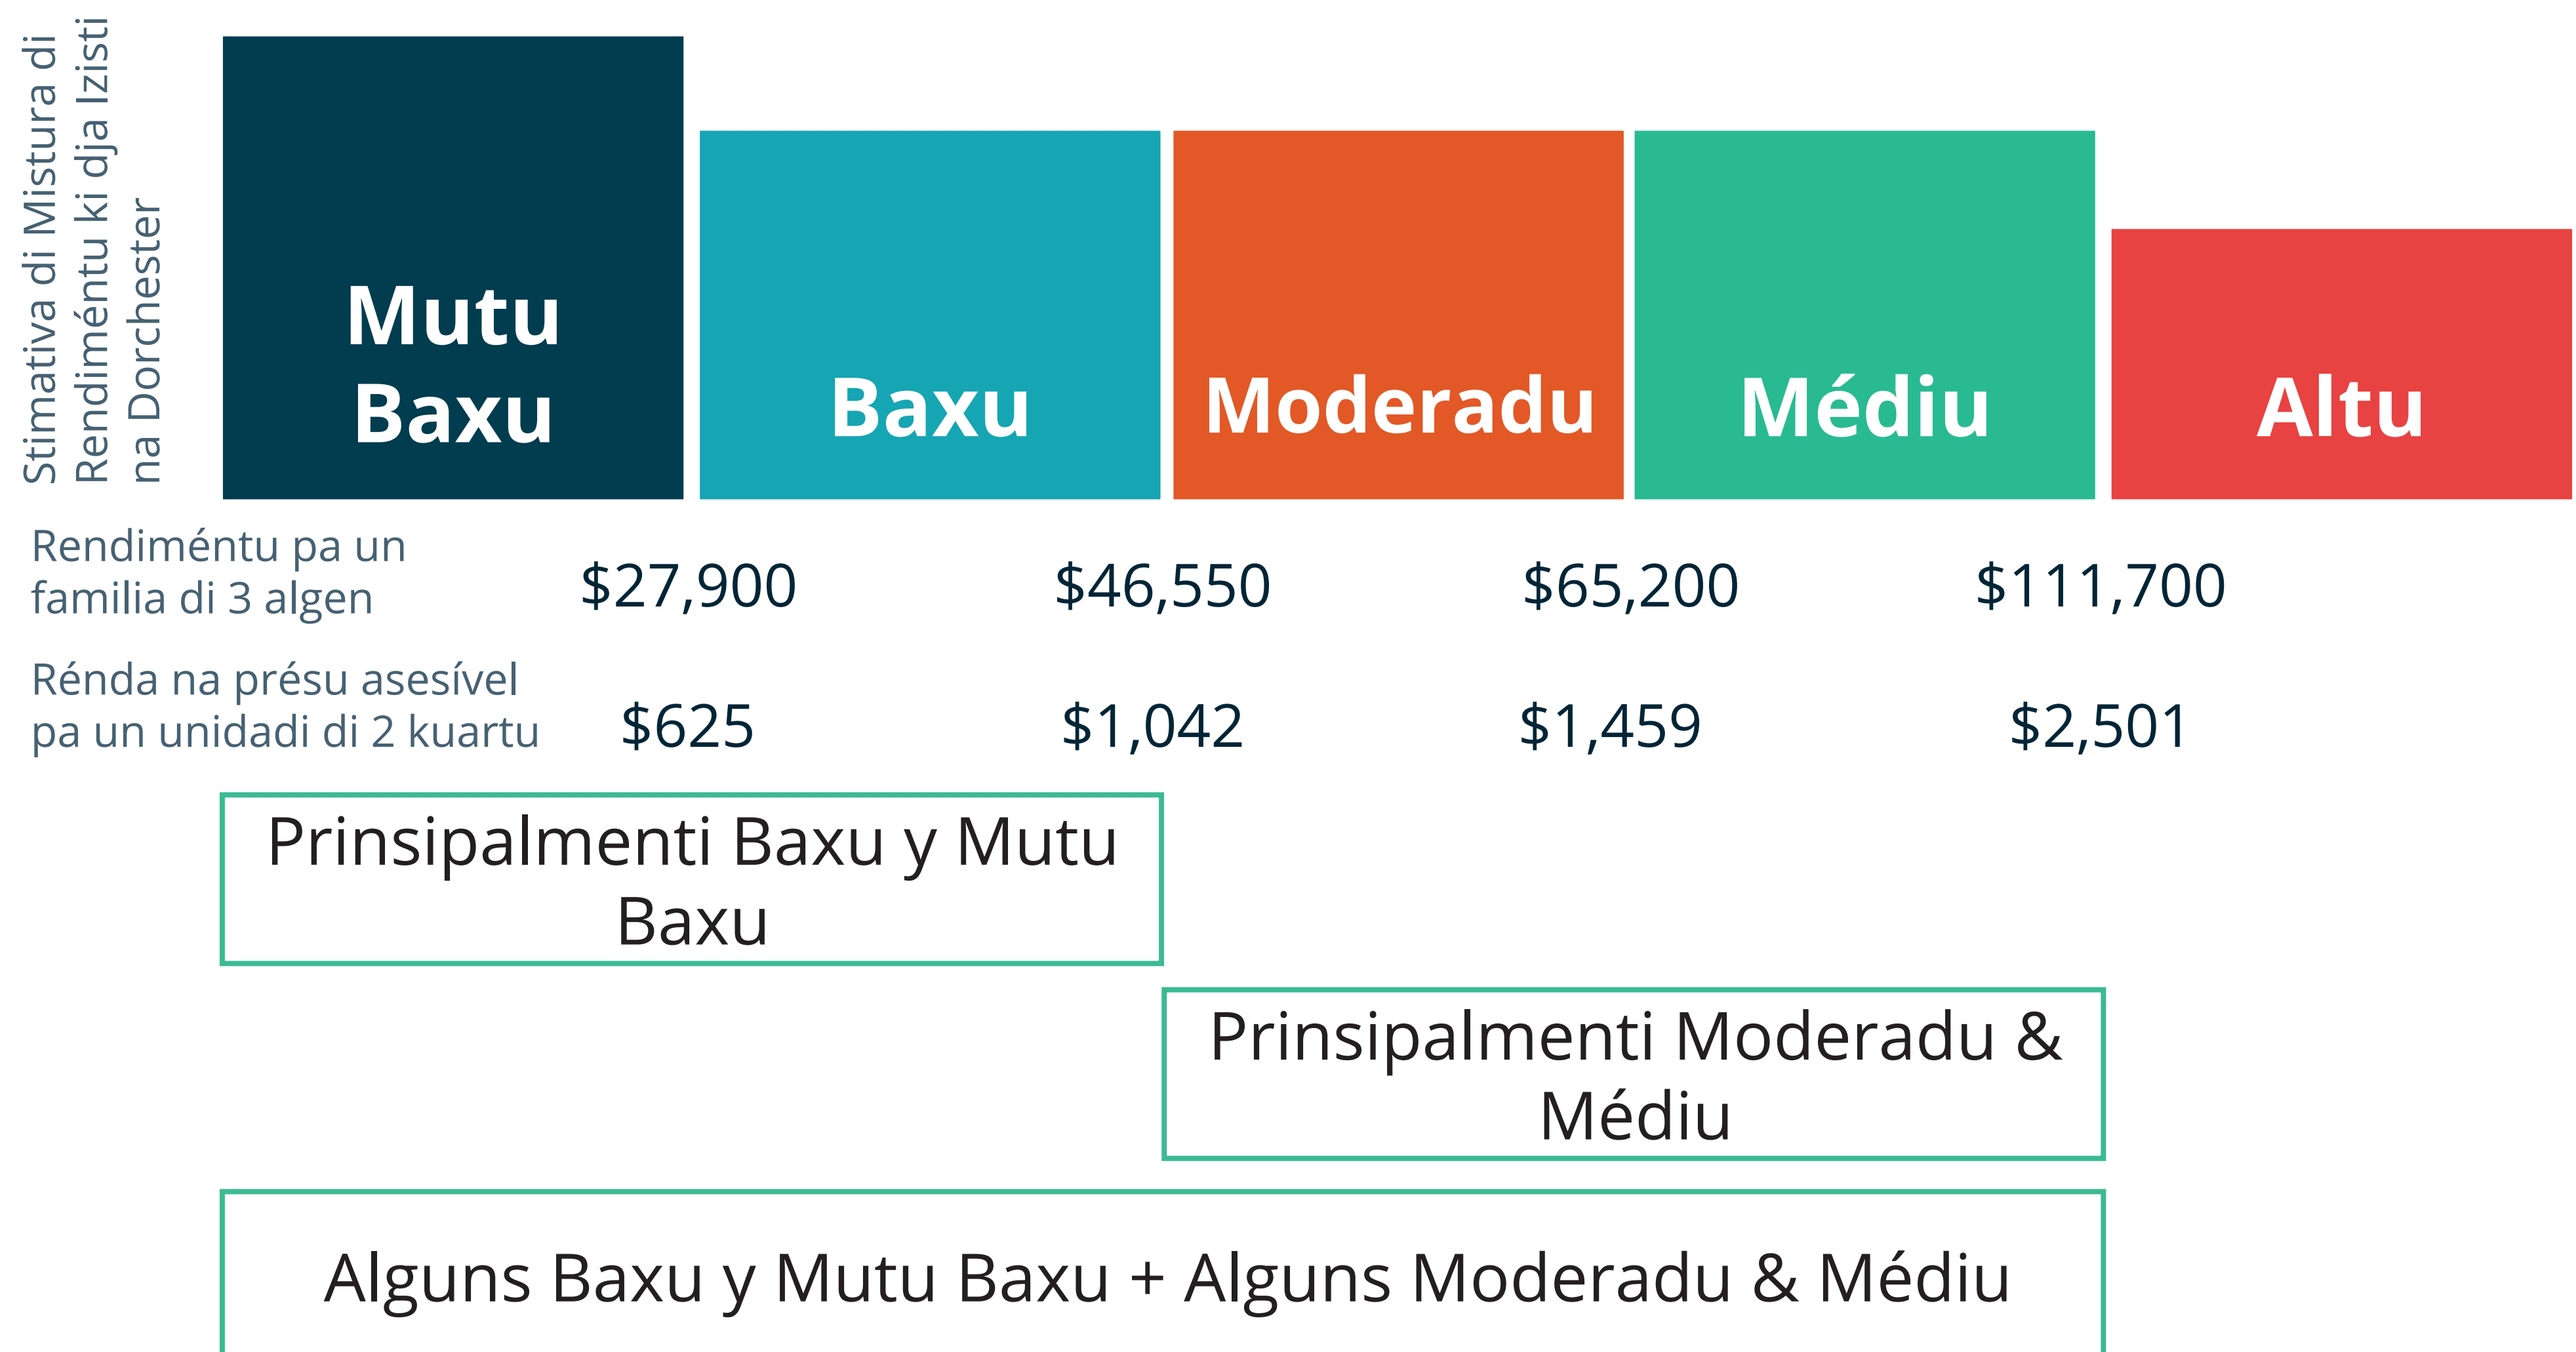 Stimativa di Mistura di
Rendiméntu ki dja Izisti
na Dorchester
Mutu
Baxu
Baxu
Moderadu
Médiu
Altu
Rendiméntu pa un
familia di 3 algen
$27,900
$46,550
$65,200
$111,700
Rénda na présu asesível
pa un unidadi di 2 kuartu
$625
$1,042
$1,459
$2,501
Prinsipalmenti Baxu y Mutu
Baxu
Prinsipalmenti Moderadu &
Médiu
Alguns Baxu y Mutu Baxu + Alguns Moderadu & Médiu